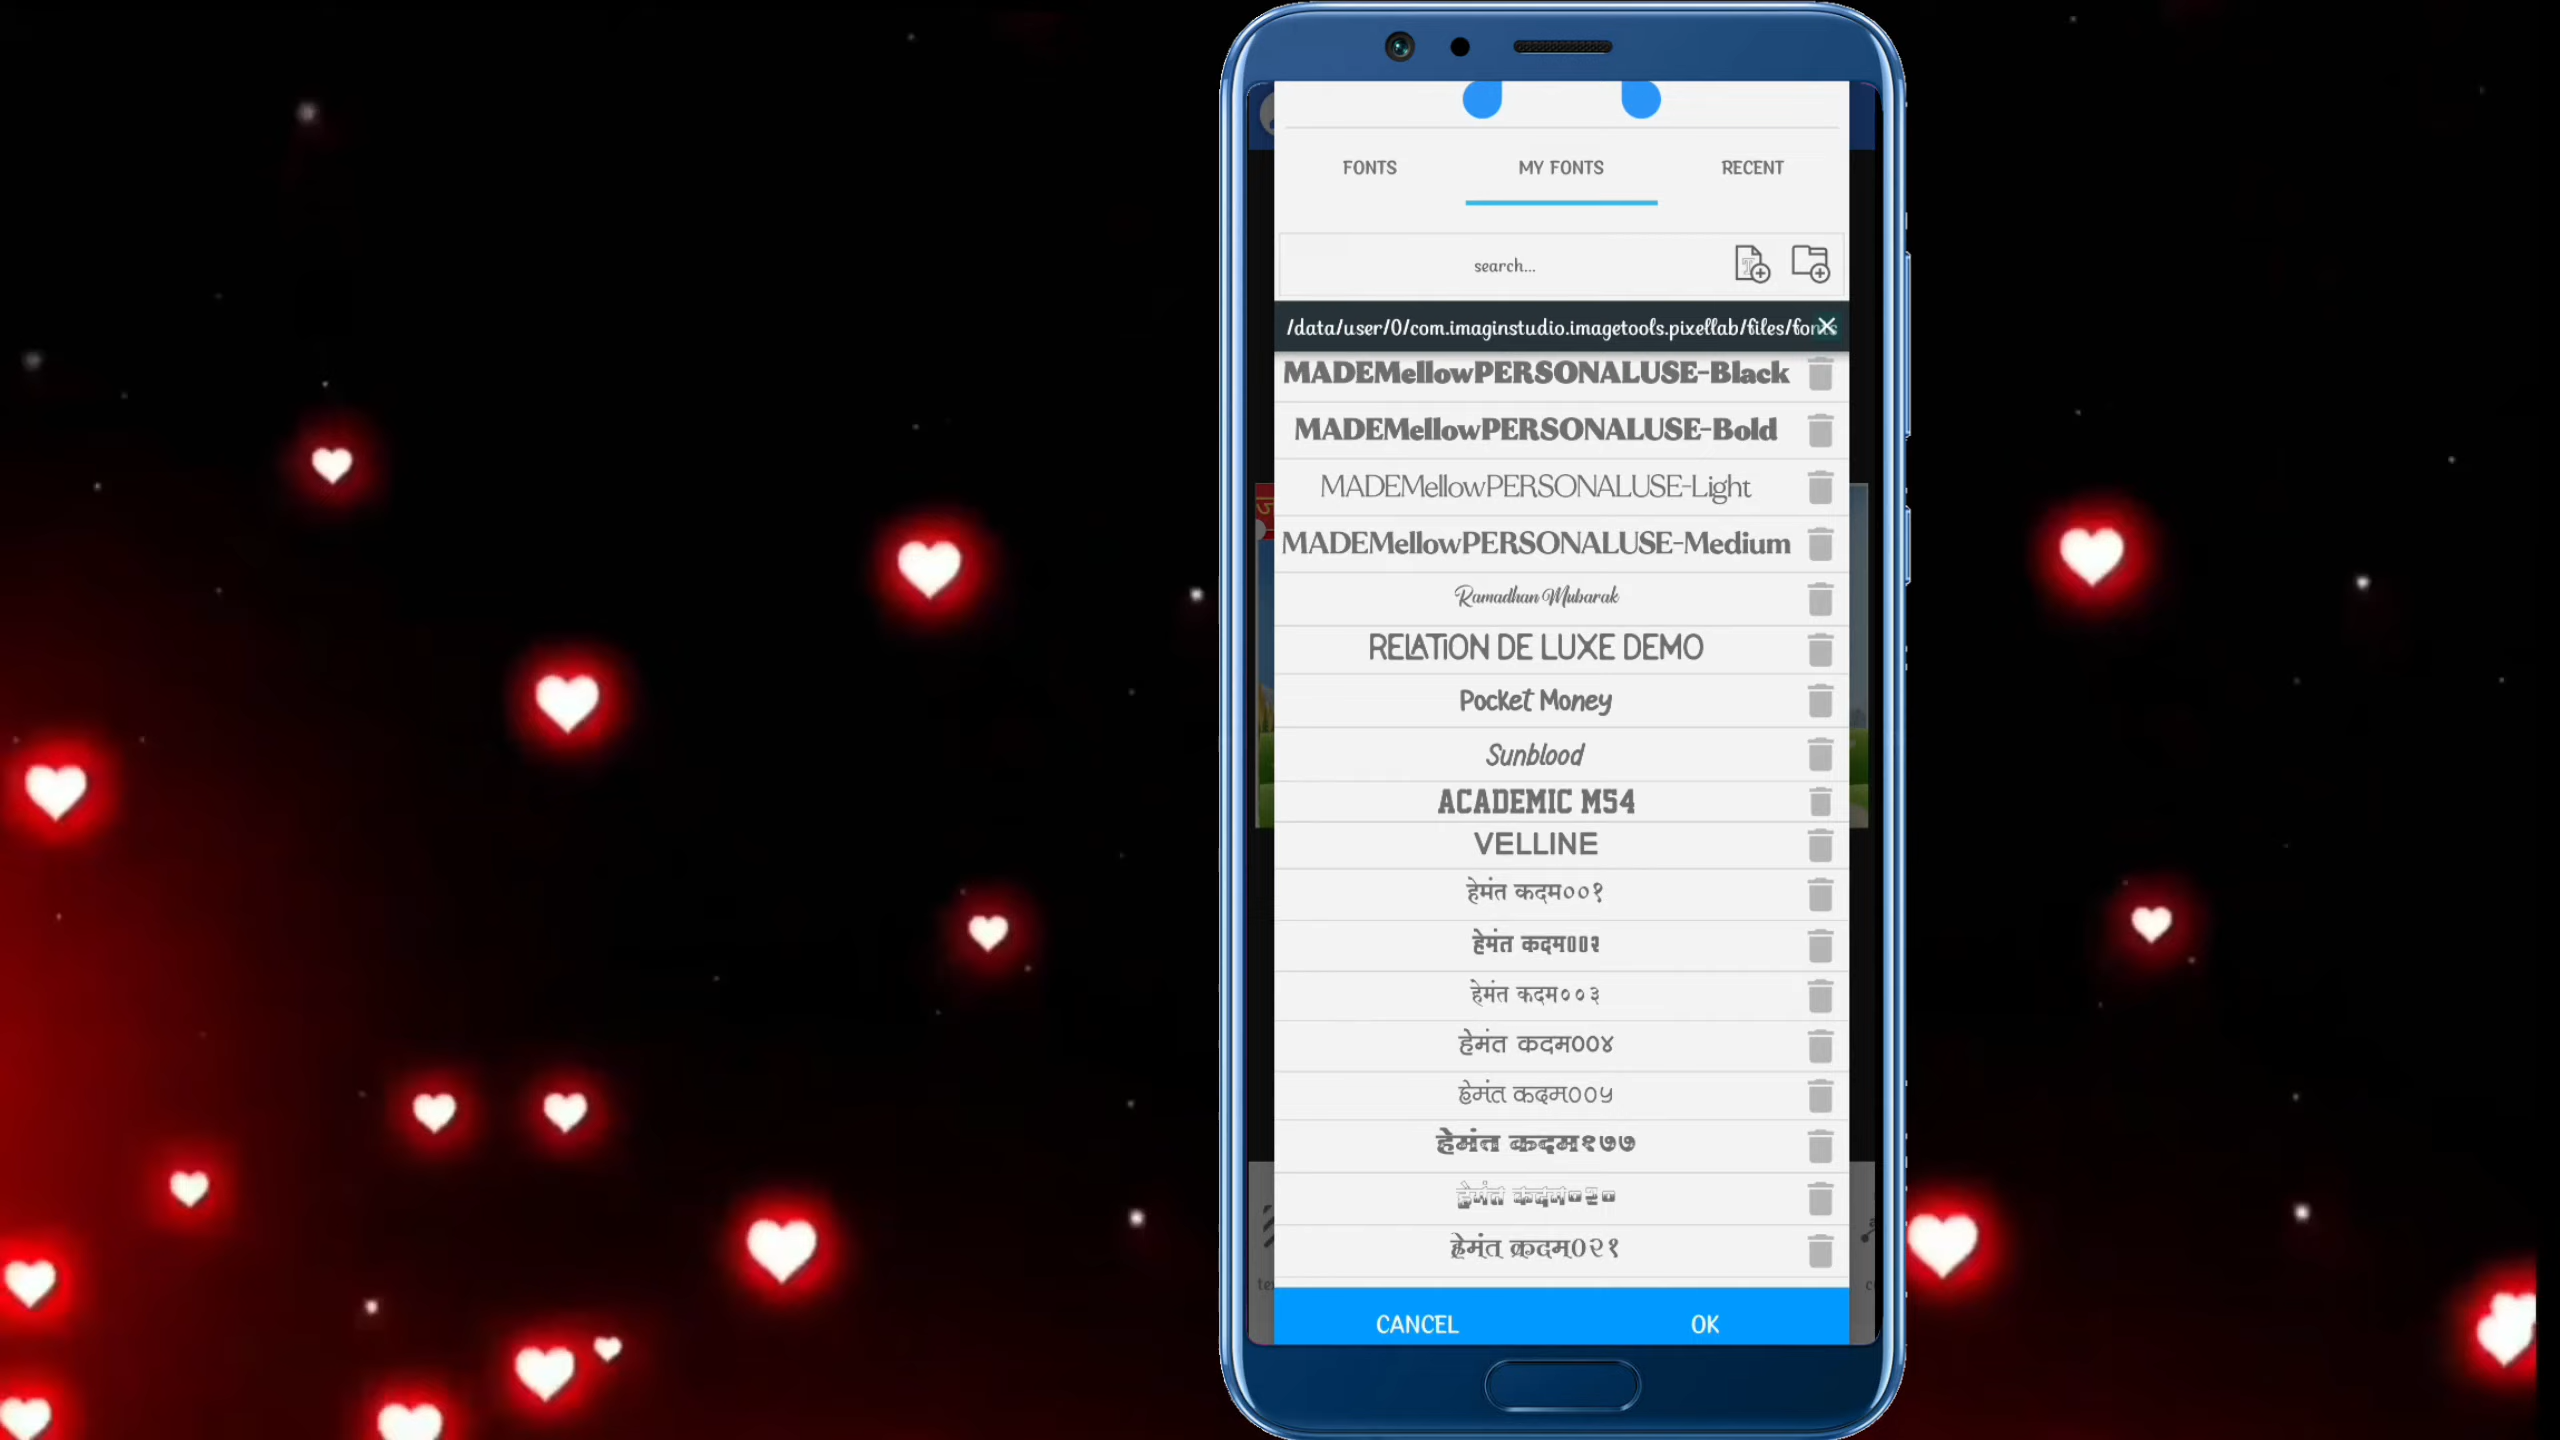 FONTS
MY FONTS
RECENT
search...
/data/user/0/com.imaginstudio.imagetools.pixellab/files/fonts
MADEMellowPERSONALUSE-Black
MADEMellowPERSONALUSE-Bold
MADEMellowPERSONALUSE-Light
MADEMellowPERSONALUSE-Medium
Ramadhan Mubarak
RELATION DE LUXE DEMO
Pocket Money
Sunblood
ACADEMIC M54
VELLINE
हेमंत कदम००१
हेमंत कदम००२
हेमंत कदम००३
हेमंत कदम००४
हेमंत कदम००५
हेमंत कदम१७७
हेमंत कदम०२०
हेमंत कदम०२१
CANCEL
OK